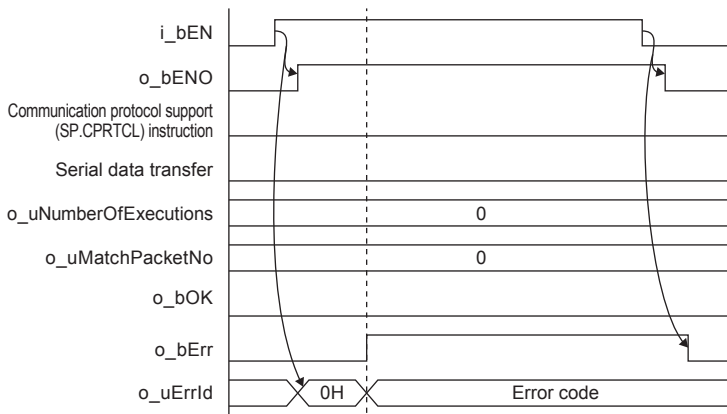 i_bEN
o_bENO
Communication protocol support
(SP.CPRTCL) instruction
Serial data transfer
o_uNumberOfExecutions
0
o_uMatchPacketNo
0
o_bOK
o_bErr
o_uErrId
0H
Error code